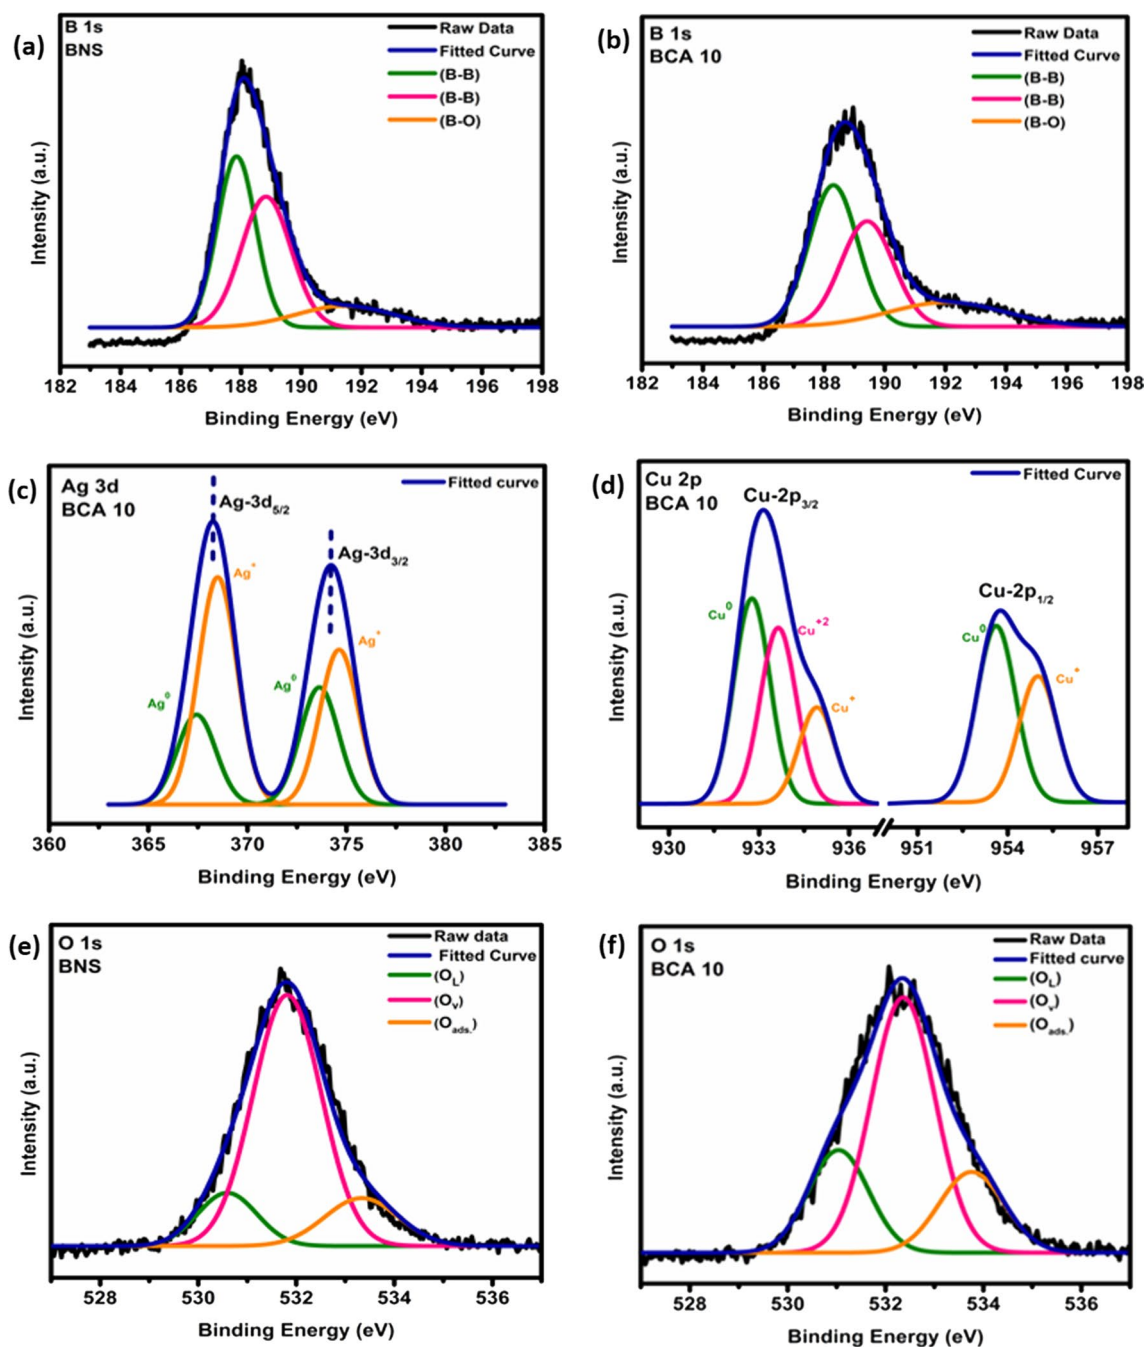 (a)
B 1s
BNS
Raw Data
Fitted Curve
(B-B)
(B-B)
(B-O)
Intensity (a.u.)
182 184 186 188 190 192 194 196 198
Binding Energy (eV)
(b)
B 1s
BCA 10
Raw Data
Fitted Curve
(B-B)
(B-B)
(B-O)
Intensity (a.u.)
182 184 186 188 190 192 194 196 198
Binding Energy (eV)
(c)
Ag 3d
BCA 10
Fitted curve
Ag-3d5/2
Ag-3d3/2
Ag+
Ag+
Ag0
Ag0
Intensity (a.u.)
360 365 370 375 380 385
Binding Energy (eV)
(d)
Cu 2p
BCA 10
Fitted Curve
Cu-2p3/2
Cu-2p1/2
Cu0
Cu+2
Cu+
Cu0
Cu+
Intensity (a.u.)
930 933 936 951 954 957
Binding Energy (eV)
(e)
O 1s
BNS
Raw data
Fitted Curve
(OL)
(Ov)
(Oads.)
Intensity (a.u.)
528 530 532 534 536
Binding Energy (eV)
(f)
O 1s
BCA 10
Raw Data
Fitted curve
(OL)
(Ov)
(Oads.)
Intensity (a.u.)
528 530 532 534 536
Binding Energy (eV)